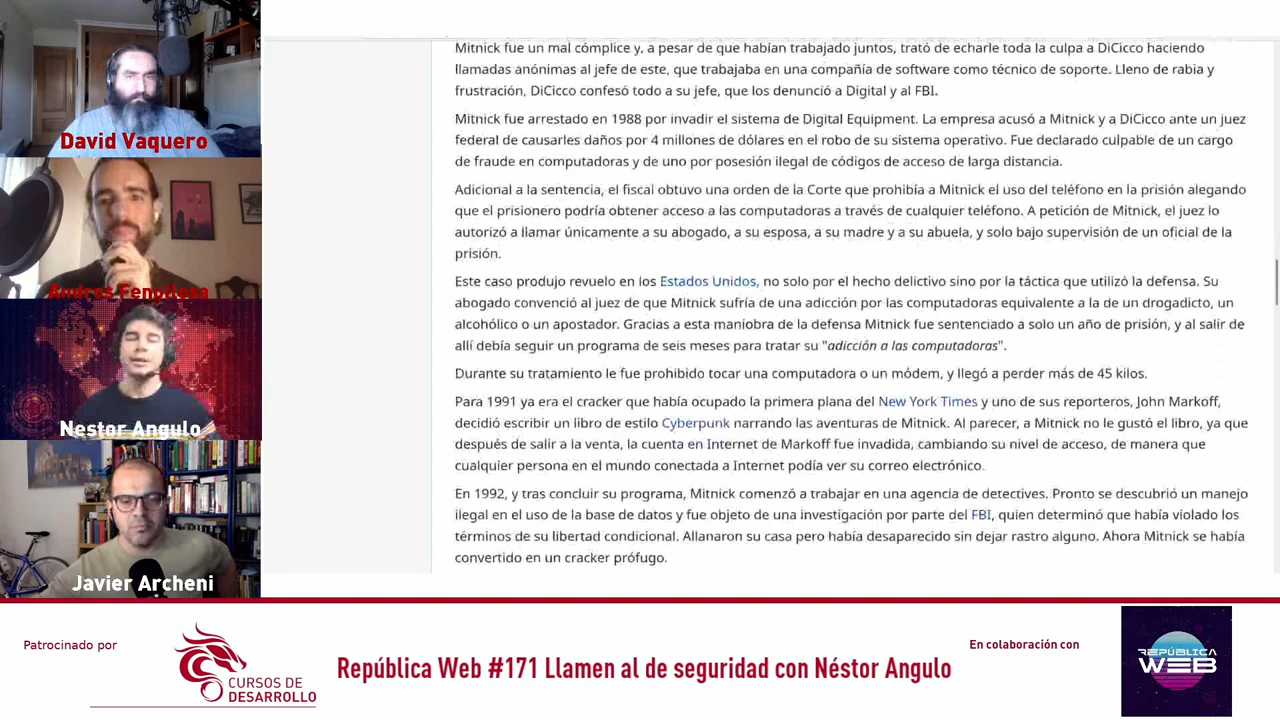 David Vaquero
Andres Fenollosa
Nestor Angulo
Javier Archeni
Mitnick fue un mal cómplice y, a pesar de que habían trabajado juntos, trató de echarle toda la culpa a DiCicco haciendo
llamadas anónimas al jefe de este, que trabajaba en una compañía de software como técnico de soporte. Lleno de rabia y
frustración, DiCicco confesó todo a su jefe, que los denunció a Digital y al FBI.
Mitnick fue arrestado en 1988 por invadir el sistema de Digital Equipment. La empresa acusó a Mitnick y a DiCicco ante un juez
federal de causarles daños por 4 millones de dólares en el robo de su sistema operativo. Fue declarado culpable de un cargo
de fraude en computadoras y de uno por posesión ilegal de códigos de acceso de larga distancia.
Adicional a la sentencia, el fiscal obtuvo una orden de la Corte que prohibía a Mitnick el uso del teléfono en la prisión alegando
que el prisionero podría obtener acceso a las computadoras a través de cualquier teléfono. A petición de Mitnick, el juez lo
autorizó a llamar únicamente a su abogado, a su esposa, a su madre y a su abuela, y solo bajo supervisión de un oficial de la
prisión.
Este caso produjo revuelo en los Estados Unidos, no solo por el hecho delictivo sino por la táctica que utilizó la defensa. Su
abogado convenció al juez de que Mitnick sufría de una adicción por las computadoras equivalente a la de un drogadicto, un
alcohólico o un apostador. Gracias a esta maniobra de la defensa Mitnick fue sentenciado a solo un año de prisión, y al salir de
allí debía seguir un programa de seis meses para tratar su "adicción a las computadoras".
Durante su tratamiento le fue prohibido tocar una computadora o un módem, y llegó a perder más de 45 kilos.
Para 1991 ya era el cracker que había ocupado la primera plana del New York Times y uno de sus reporteros, John Markoff,
decidió escribir un libro de estilo Cyberpunk narrando las aventuras de Mitnick. Al parecer, a Mitnick no le gustó el libro, ya que
después de salir a la venta, la cuenta en Internet de Markoff fue invadida, cambiando su nivel de acceso, de manera que
cualquier persona en el mundo conectada a Internet podía ver su correo electrónico.
En 1992, y tras concluir su programa, Mitnick comenzó a trabajar en una agencia de detectives. Pronto se descubrió un manejo
ilegal en el uso de la base de datos y fue objeto de una investigación por parte del FBI, quien determinó que había violado los
términos de su libertad condicional. Allanaron su casa pero había desaparecido sin dejar rastro alguno. Ahora Mitnick se había
convertido en un cracker prófugo.
Patrocinado por
CURSOS DE
DESARROLLO
República Web #171 Llamen al de seguridad con Néstor Angulo
En colaboración con
REPÚBLICA
WEB